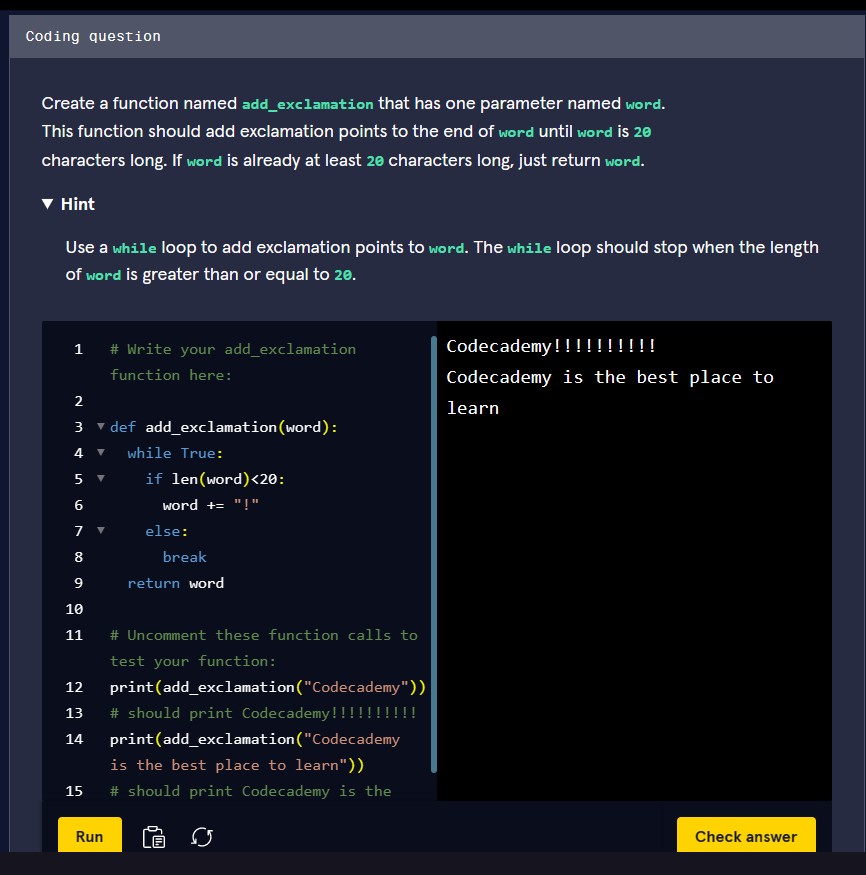 Coding question
Create a function named add_exclamation that has one parameter named word.
This function should add exclamation points to the end of word until word is 20
characters long. If word is already at least 20 characters long, just return word.
▼ Hint
Use a while loop to add exclamation points to word. The while loop should stop when the length
of word is greater than or equal to 20.
1 # Write your add_exclamation
function here:
2
3 def add_exclamation(word):
4 while True:
5 if len(word)<20:
6 word += "!"
7 else:
8 break
9 return word
10
11 # Uncomment these function calls to
test your function:
12 print(add_exclamation("Codecademy"))
13 # should print Codecademy!!!!!!!!!!
14 print(add_exclamation("Codecademy
is the best place to learn"))
15 # should print Codecademy is the
Codecademy!!!!!!!!!!
Codecademy is the best place to
learn
Run
Check answer